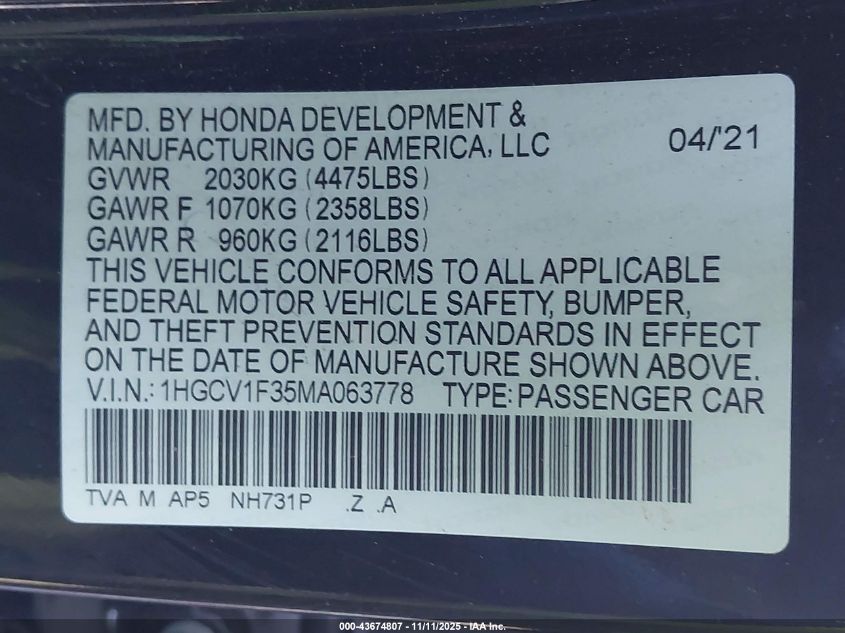 MFD. BY HONDA DEVELOPMENT &
MANUFACTURING OF AMERICA, LLC 04/'21
GVWR 2030KG (4475LBS)
GAWR F 1070KG (2358LBS)
GAWR R 960KG (2116LBS)
THIS VEHICLE CONFORMS TO ALL APPLICABLE
FEDERAL MOTOR VEHICLE SAFETY, BUMPER,
AND THEFT PREVENTION STANDARDS IN EFFECT
ON THE DATE OF MANUFACTURE SHOWN ABOVE.
V.I.N.: 1HGCV1F35MA063778 TYPE: PASSENGER CAR
TVA M AP5 NH731P .Z .A
000-43674807 - 11/11/2025 - IAA Inc.